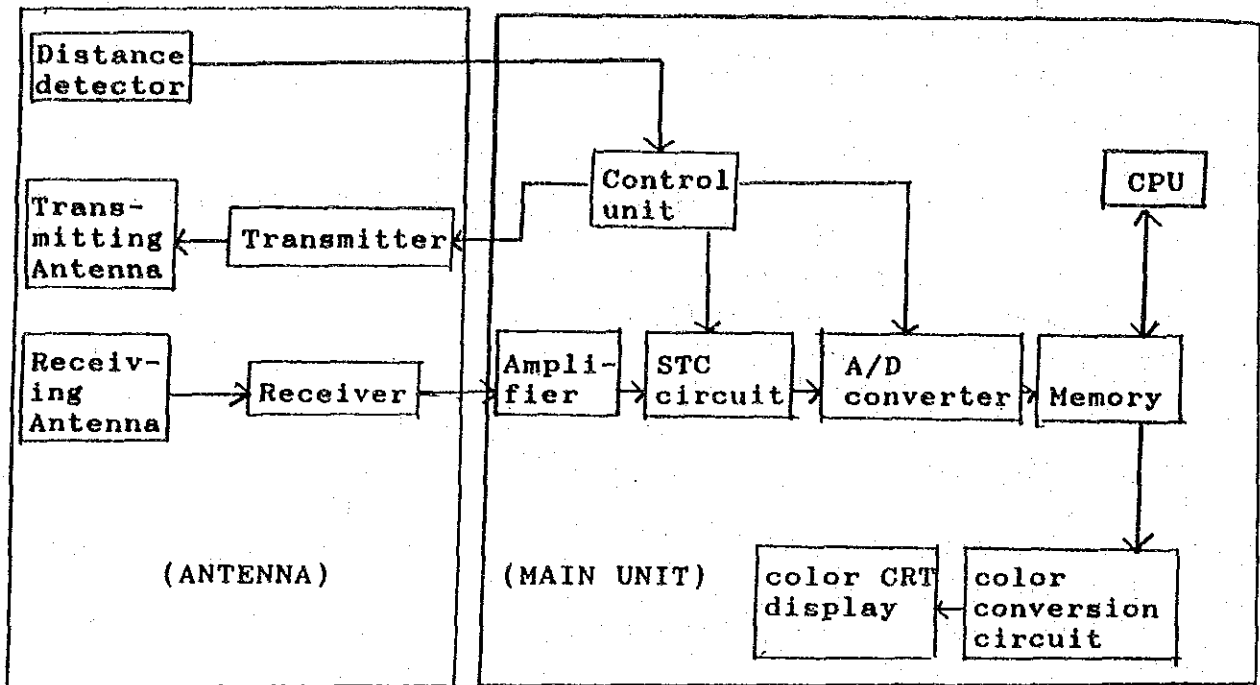 Distance
detector
Control
unit
CPU
Trans-
mitting
Antenna
Transmitter
Receiv-
ing
Antenna
Receiver
Ampli-
fier
STC
circuit
A/D
converter
Memory
(ANTENNA)
(MAIN UNIT)
color CRT
display
color
conversion
circuit